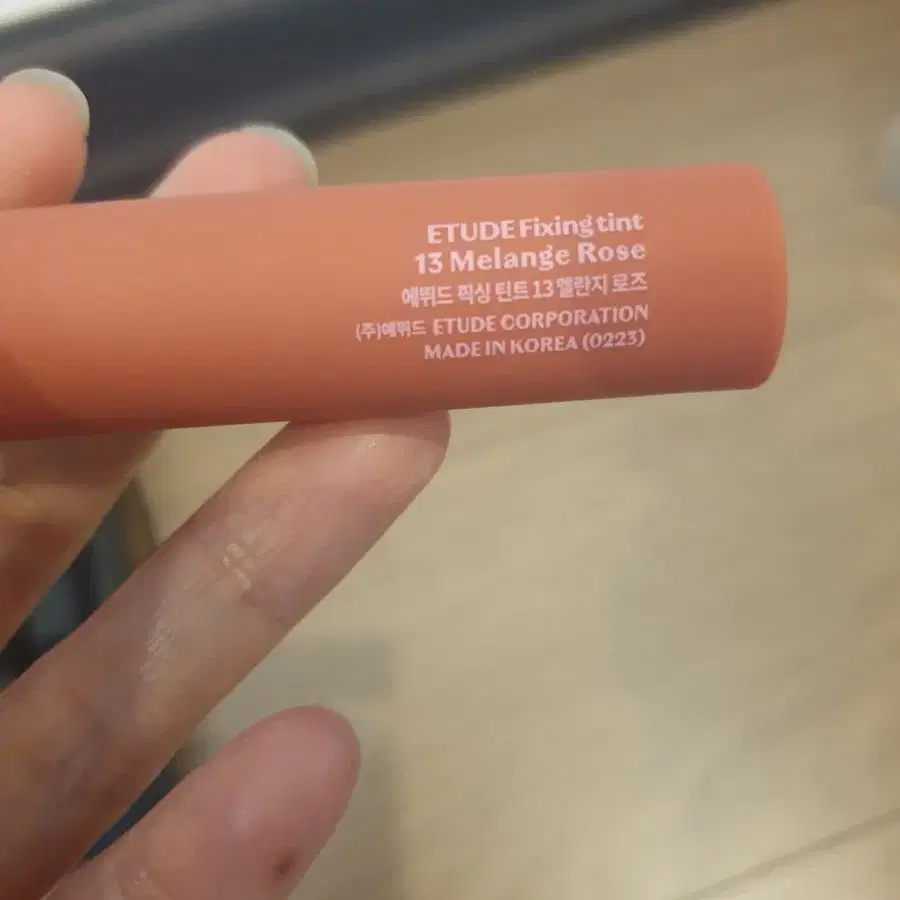 ETUDE Fixing tint
13 Melange Rose
에뛰드 픽싱 틴트 13 멜란지 로즈
(주)에뛰드 ETUDE CORPORATION
MADE IN KOREA (0223)